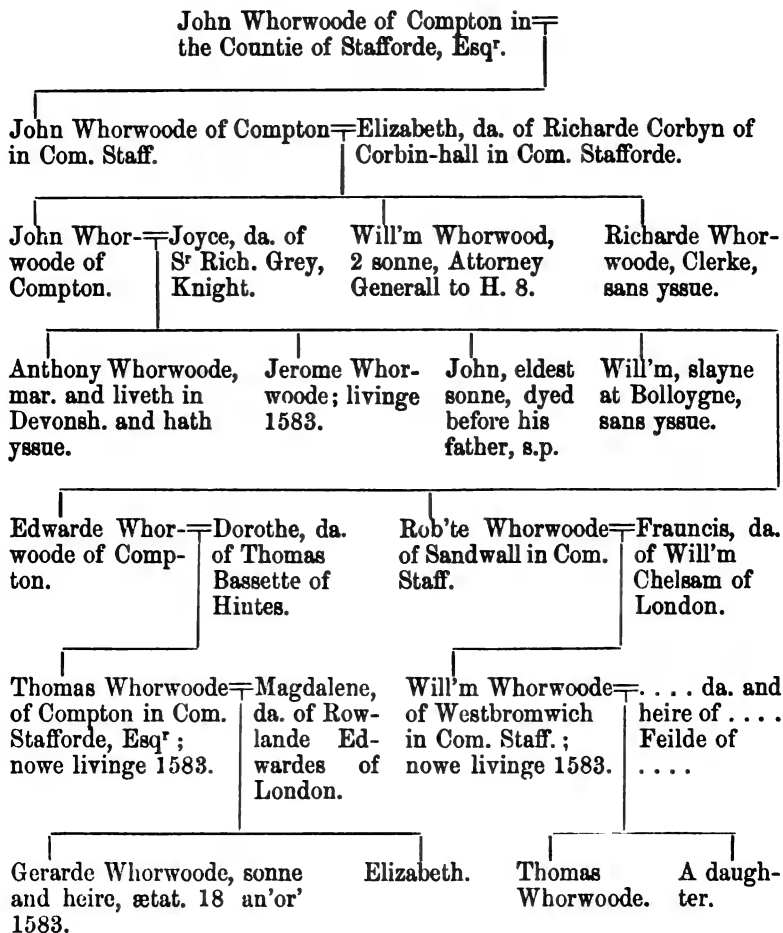 John Whorwoode of Compton in
the Countie of Stafforde, Esqʳ.
John Whorwoode of Compton
in Com. Staff.
Elizabeth, da. of Richarde Corbyn of
Corbin-hall in Com. Stafforde.
John Whor-
woode of
Compton.
Joyce, da. of
Sʳ Rich. Grey,
Knight.
Will'm Whorwood,
2 sonne, Attorney
Generall to H. 8.
Richarde Whor-
woode, Clerke,
sans yssue.
Anthony Whorwoode,
mar. and liveth in
Devonsh. and hath
yssue.
Jerome Whor-
woode; livinge
1583.
John, eldest
sonne, dyed
before his
father, s.p.
Will'm, slayne
at Bolloygne,
sans yssue.
Edwarde Whor-
woode of Comp-
ton.
Dorothe, da.
of Thomas
Bassette of
Hintes.
Rob'te Whorwoode
of Sandwall in Com.
Staff.
Frauncis, da.
of Will'm
Chelsam of
London.
Thomas Whorwoode
of Compton in Com.
Stafforde, Esqʳ;
nowe livinge 1583.
Magdalene,
da. of Row-
lande Ed-
wardes of
London.
Will'm Whorwoode
of Westbromwich
in Com. Staff.;
nowe livinge 1583.
. . . . da. and
heire of . . . .
Feilde of
. . . .
Gerarde Whorwoode, sonne
and heire, ætat. 18 an'or'
1583.
Elizabeth.
Thomas
Whorwoode.
A daugh-
ter.